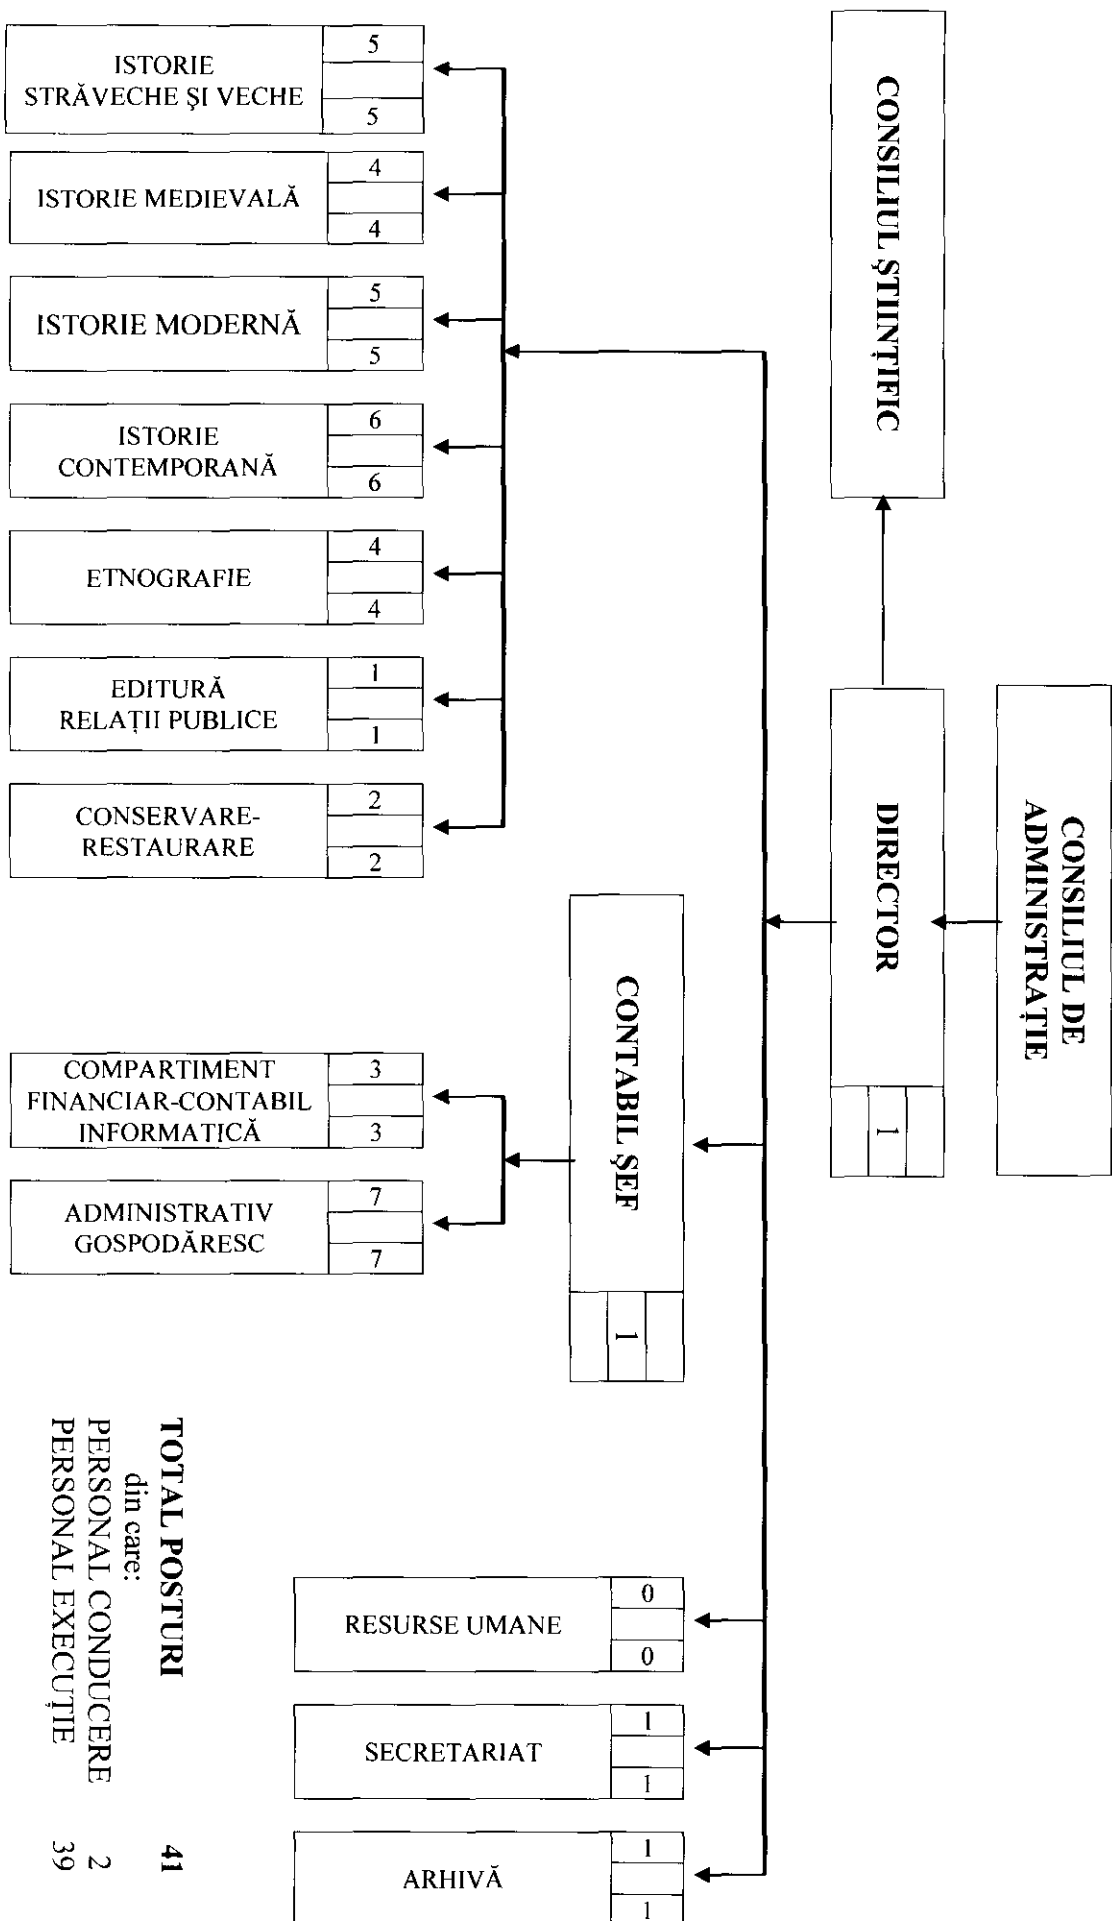 CONSILIUL DE
ADMINISTRAȚIE
DIRECTOR
1
CONSILIUL ȘTIINȚIFIC
CONTABIL ȘEF
1
ISTORIE
STRĂVECHE ȘI VECHE
5
5
ISTORIE MEDIEVALĂ
4
4
ISTORIE MODERNĂ
5
5
ISTORIE
CONTEMPORANĂ
6
6
ETNOGRAFIE
4
4
EDITURĂ
RELAȚII PUBLICE
1
1
CONSERVARE-
RESTAURARE
2
2
COMPARTIMENT
FINANCIAR-CONTABIL
INFORMATICĂ
3
3
ADMINISTRATIV
GOSPODĂRESC
7
7
RESURSE UMANE
0
0
SECRETARIAT
1
1
ARHIVĂ
1
1
TOTAL POSTURI 41
din care:
PERSONAL CONDUCERE 2
PERSONAL EXECUȚIE 39